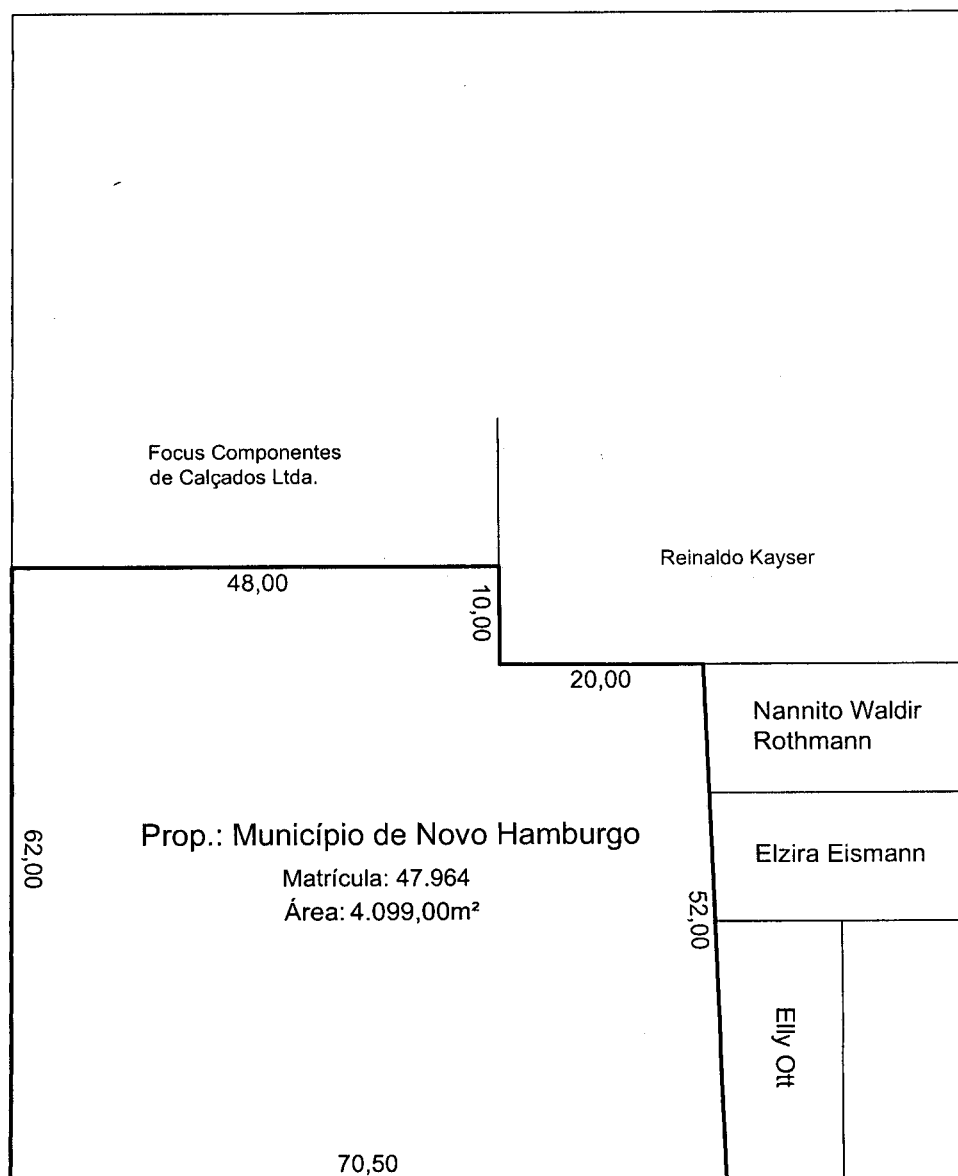 Focus Componentes
de Calçados Ltda.
Reinaldo Kayser
48,00
10,00
20,00
Nannito Waldir
Rothmann
Prop.: Município de Novo Hamburgo
Matrícula: 47.964
Área: 4.099,00m²
62,00
Elzira Eismann
52,00
Elly Ott
70,50